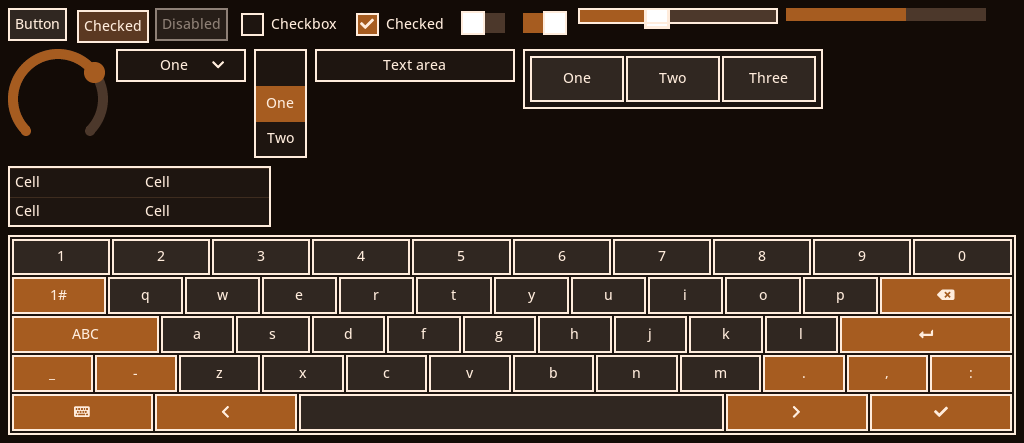 Button Checked Disabled Checkbox Checked
One Text area One Two Three
One
Two
Cell Cell
Cell Cell
1 2 3 4 5 6 7 8 9 0
1# q w e r t y u i o p
ABC a s d f g h j k l
_ - z x c v b n m . , :